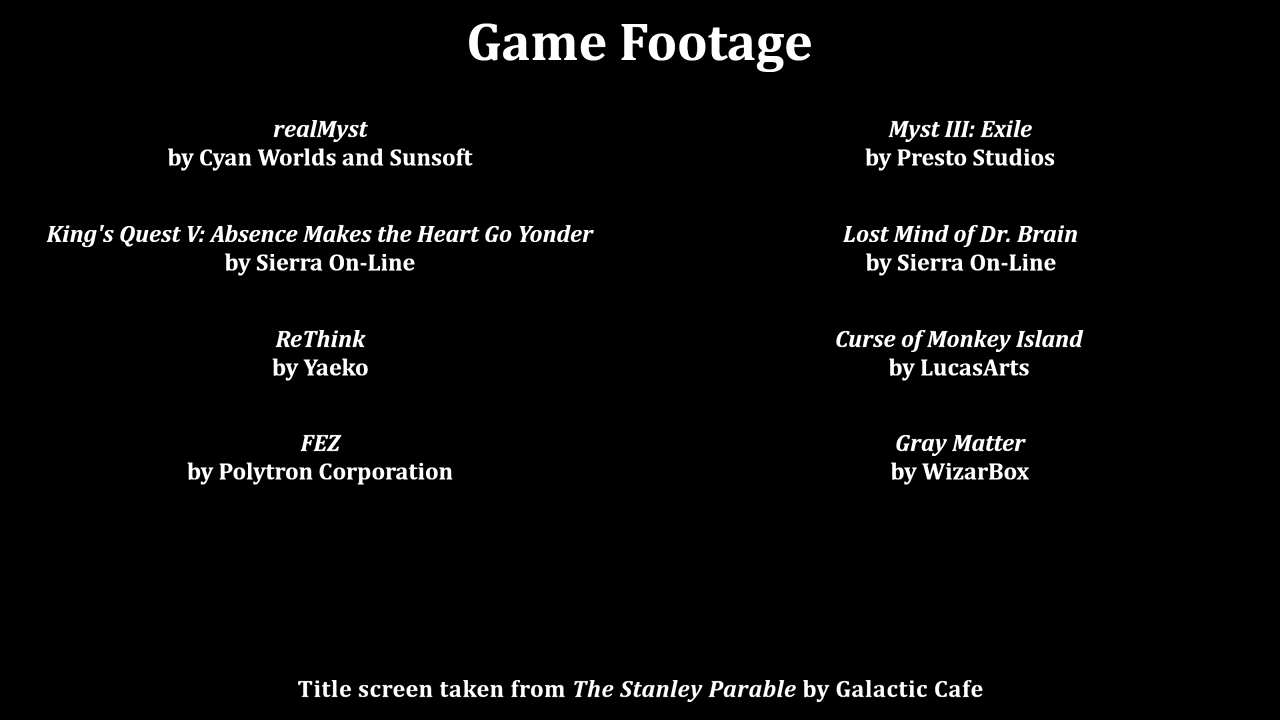 Game Footage
realMyst
by Cyan Worlds and Sunsoft
Myst III: Exile
by Presto Studios
King's Quest V: Absence Makes the Heart Go Yonder
by Sierra On-Line
Lost Mind of Dr. Brain
by Sierra On-Line
ReThink
by Yaeko
Curse of Monkey Island
by LucasArts
FEZ
by Polytron Corporation
Gray Matter
by WizarBox
Title screen taken from The Stanley Parable by Galactic Cafe